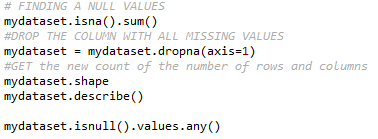 # FINDING A NULL VALUES
mydataset.isna().sum()
#DROP THE COLUMN WITH ALL MISSING VALUES
mydataset = mydataset.dropna(axis=1)
#GET the new count of the number of rows and columns
mydataset.shape
mydataset.describe()
mydataset.isnull().values.any()